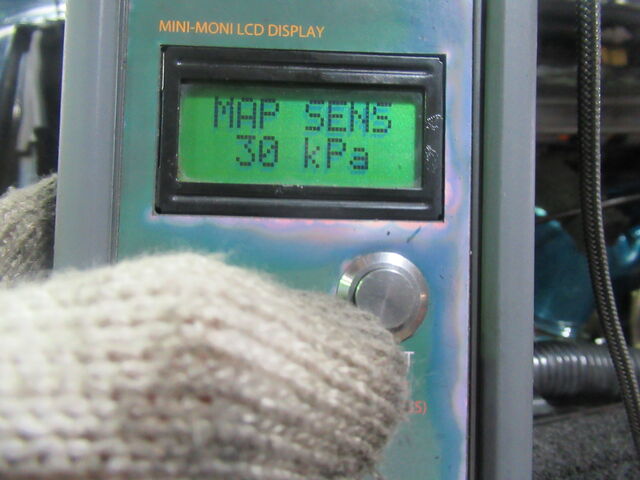 MINI-MONI LCD DISPLAY
MAP SENS
30 kPa